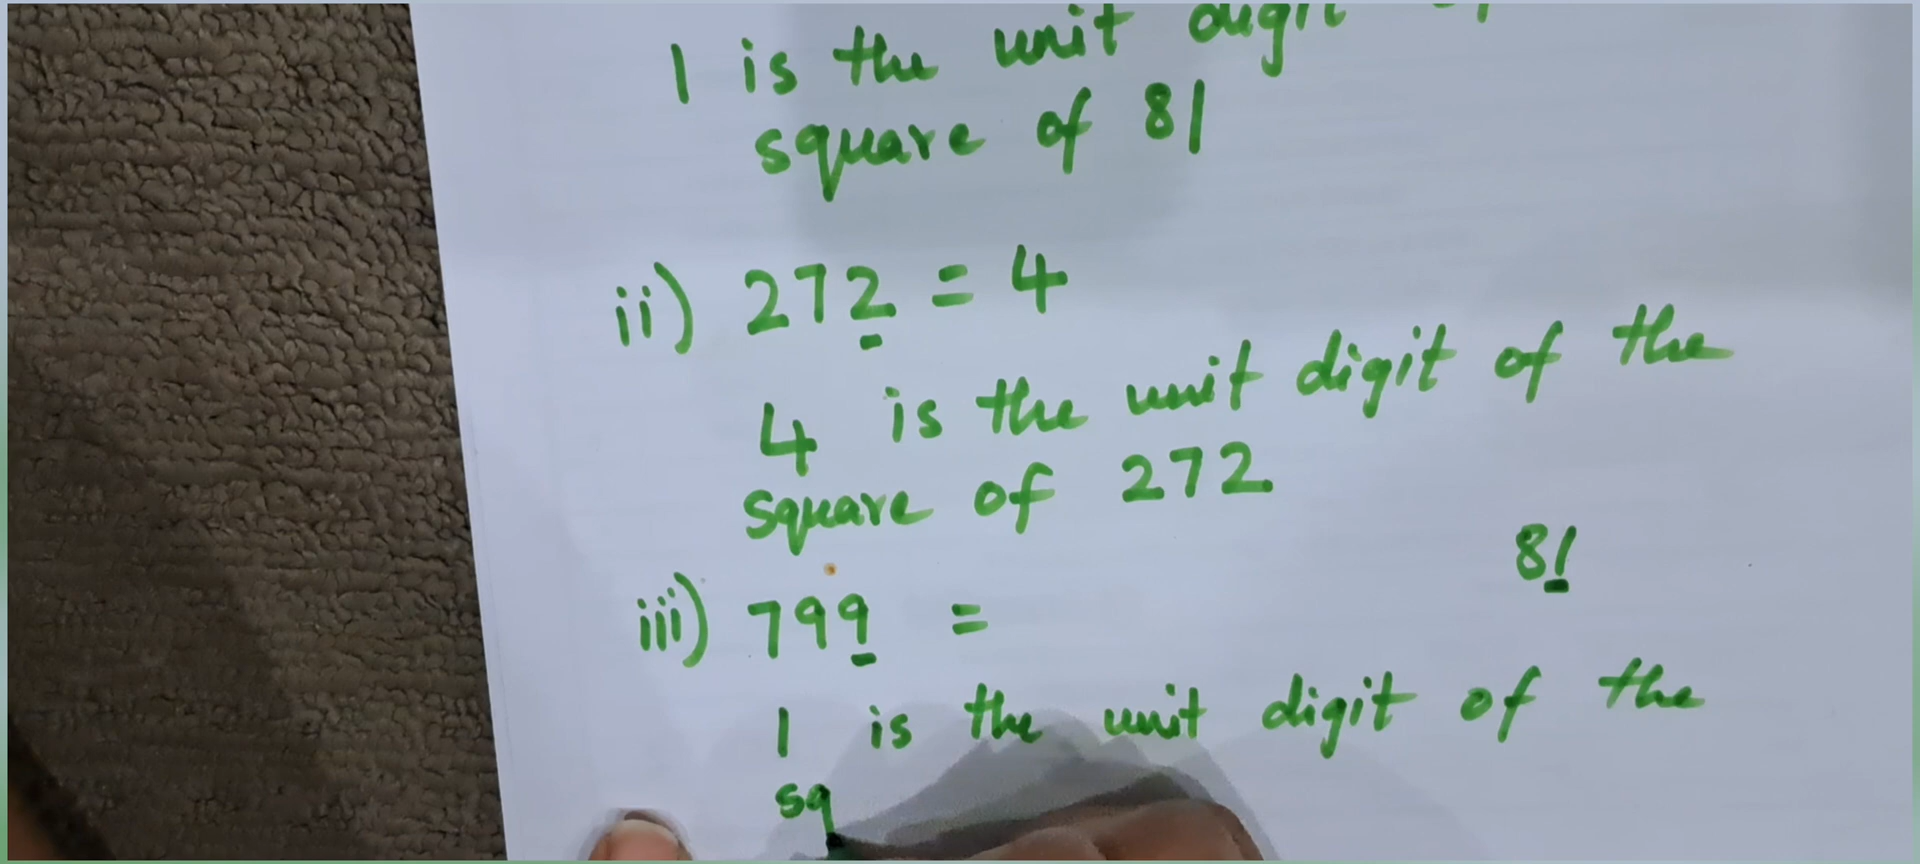 1 is the unit digit
square of 81
ii) 272 = 4
4 is the unit digit of the
square of 272
81
iii) 799 =
1 is the unit digit of the
sq